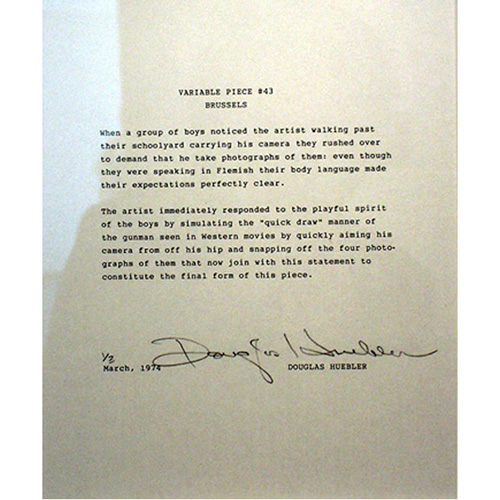 VARIABLE PIECE #43
BRUSSELS
When a group of boys noticed the artist walking past
their schoolyard carrying his camera they rushed over
to demand that he take photographs of them: even though
they were speaking in Flemish their body language made
their expectations perfectly clear.
The artist immediately responded to the playful spirit
of the boys by simulating the "quick draw" manner of
the gunman seen in Western movies by quickly aiming his
camera from off his hip and snapping off the four photo-
graphs of them that now join with this statement to
constitute the final form of this piece.
1/2
Douglas Huebler
March, 1974 DOUGLAS HUEBLER